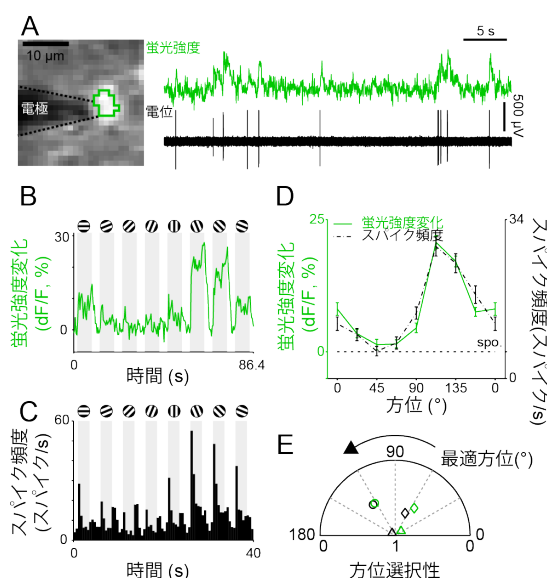 A
10 μm
電極
蛍光強度
5 s
電位
500 μV
B
蛍光強度変化
(dF/F, %)
30
0
0
86.4
時間 (s)
C
スパイク頻度
(スパイク/s)
60
0
0
40
時間 (s)
D
蛍光強度変化
(dF/F, %)
25
0
蛍光強度変化
スパイク頻度
34
0
スパイク頻度(スパイク/s)
spo.
0
45
90
135
0
方位 (°)
E
90
最適方位(°)
180
0
0
1
0
方位選択性